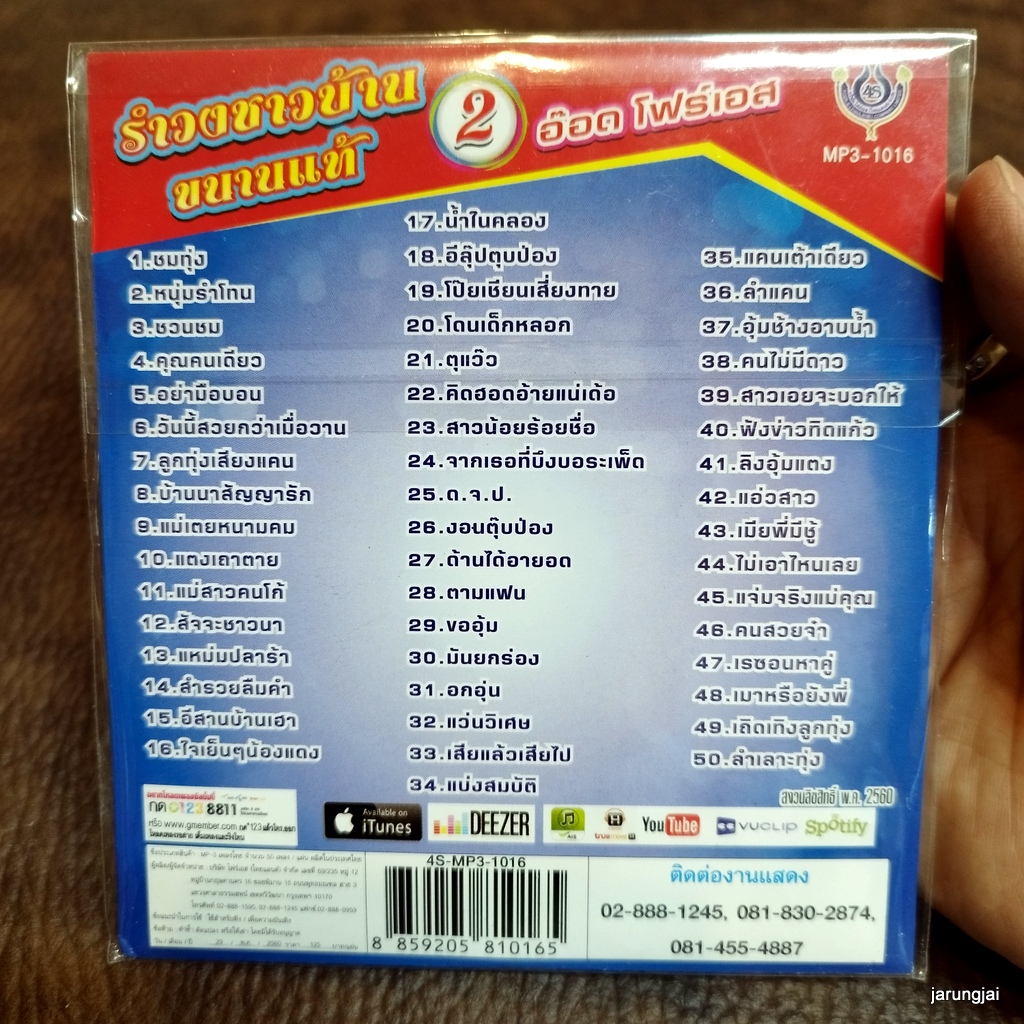 รำวงชาวบ้าน
ขนานแท้
2
อ๊อด โฟร์เอส
4S
MP3-1016
1.ชมทุ่ง
2.หนุ่มรำโทน
3.ชวนชม
4.คูณคนเดียว
5.อย่ามือบอน
6.วันนี้สวยกว่าเมื่อวาน
7.ลูกทุ่งเสียงแคน
8.บ้านนาสัญญารัก
9.แม่เตยหนามคม
10.แตงเถาตาย
11.แม่สาวคนโก้
12.สัจจะชาวนา
13.แหม่มปลาร้า
14.สำรวยลืมคำ
15.อีสานบ้านเฮา
16.ใจเย็นๆน้องแดง
17.น้ำในคลอง
18.อีลุ๊ปตุบป่อง
19.โป๊ยเซียนเสี่ยงทาย
20.โดนเด็กหลอก
21.ตุแว๊ว
22.คิดฮอดอ้ายแน่เด้อ
23.สาวน้อยร้อยชื่อ
24.จากเธอที่บึงบอระเพ็ด
25.ด.จ.ป.
26.งอนตุ๊บป่อง
27.ด้านได้อายอด
28.ตามแฟน
29.ขออุ้ม
30.มันยกร่อง
31.อกอุ่น
32.แว่นวิเศษ
33.เสียแล้วเสียไป
34.แบ่งสมบัติ
35.แคนเต้าเดียว
36.ลำแคน
37.อุ้มช้างอาบน้ำ
38.คนไม่มีดาว
39.สาวเอยจะบอกให้
40.ฟังข่าวทิดแก้ว
41.ลิงอุ้มแตง
42.แอ่วสาว
43.เมียพี่มีชู้
44.ไม่เอาไหนเลย
45.แจ่มจริงแม่คุณ
46.คนสวยจ๋า
47.เรซอนหาคู่
48.เมาหรือยังพี่
49.เถิดเทิงลูกทุ่ง
50.ลำเลาะทุ่ง
สงวนลิขสิทธิ์ พ.ศ. 2560
กด 123 8811
หรือ www.gmember.com กด*123 แล้วโทร.ออก
Available on
iTunes
DEEZER
AIS
truemove H
YouTube
VUCLIP
Spotify
4S-MP3-1016
8 859205 810165
ติดต่องานแสดง
02-888-1245, 081-830-2874,
081-455-4887
jarungjai